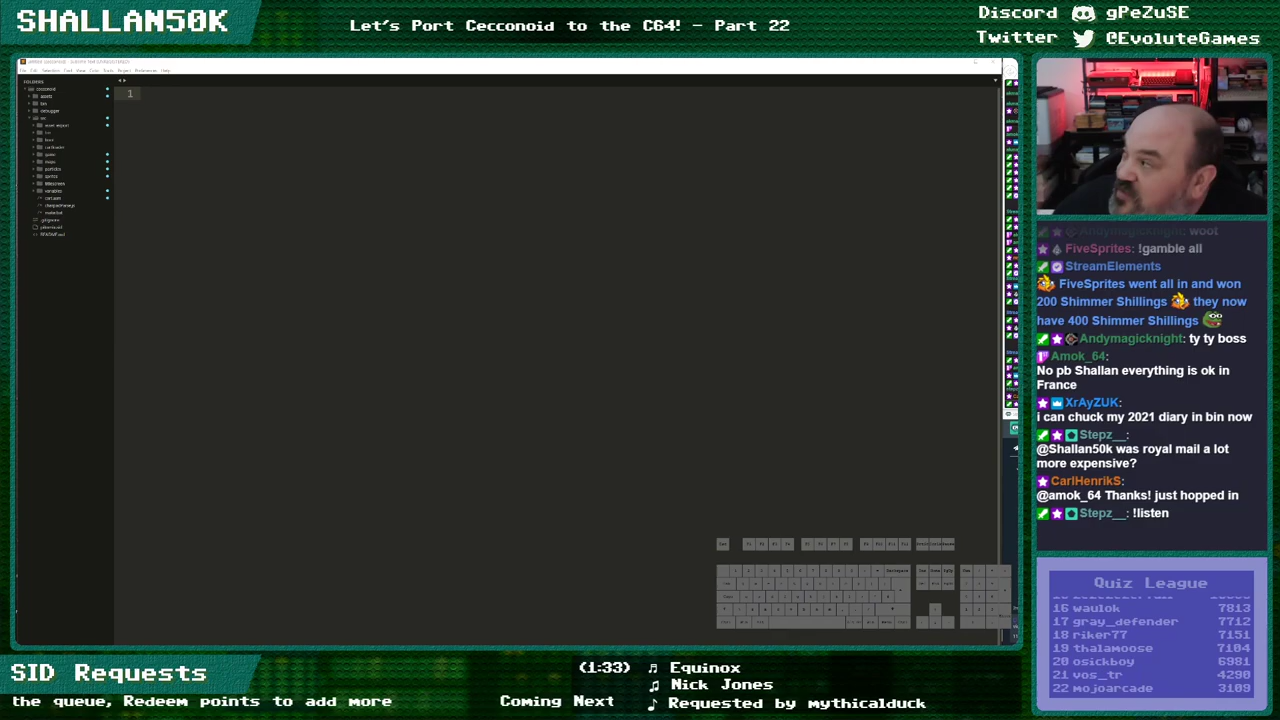 SHALLAN50K
Let's Port Cecconoid to the C64! - Part 22
Discord gPeZuSE
Twitter @EvoluteGames
1
Andymagicknight: woot
FiveSprites: !gamble all
StreamElements
FiveSprites went all in and won
200 Shimmer Shillings they now
have 400 Shimmer Shillings
Andymagicknight: ty ty boss
Amok_64:
No pb Shallan everything is ok in
France
XrAyZUK:
i can chuck my 2021 diary in bin now
Stepz__:
@Shallan50k was royal mail a lot
more expensive?
CarlHenrikS:
@amok_64 Thanks! just hopped in
Stepz__: !listen
Quiz League
16 waulok 7813
17 gray_defender 7712
18 riker77 7151
19 thalamoose 7104
20 osickboy 6981
21 vos_tr 4290
22 mojoarcade 3109
SID Requests
the queue, Redeem points to add more
(1:33) Equinox
Nick Jones
Coming Next
Requested by mythicalduck